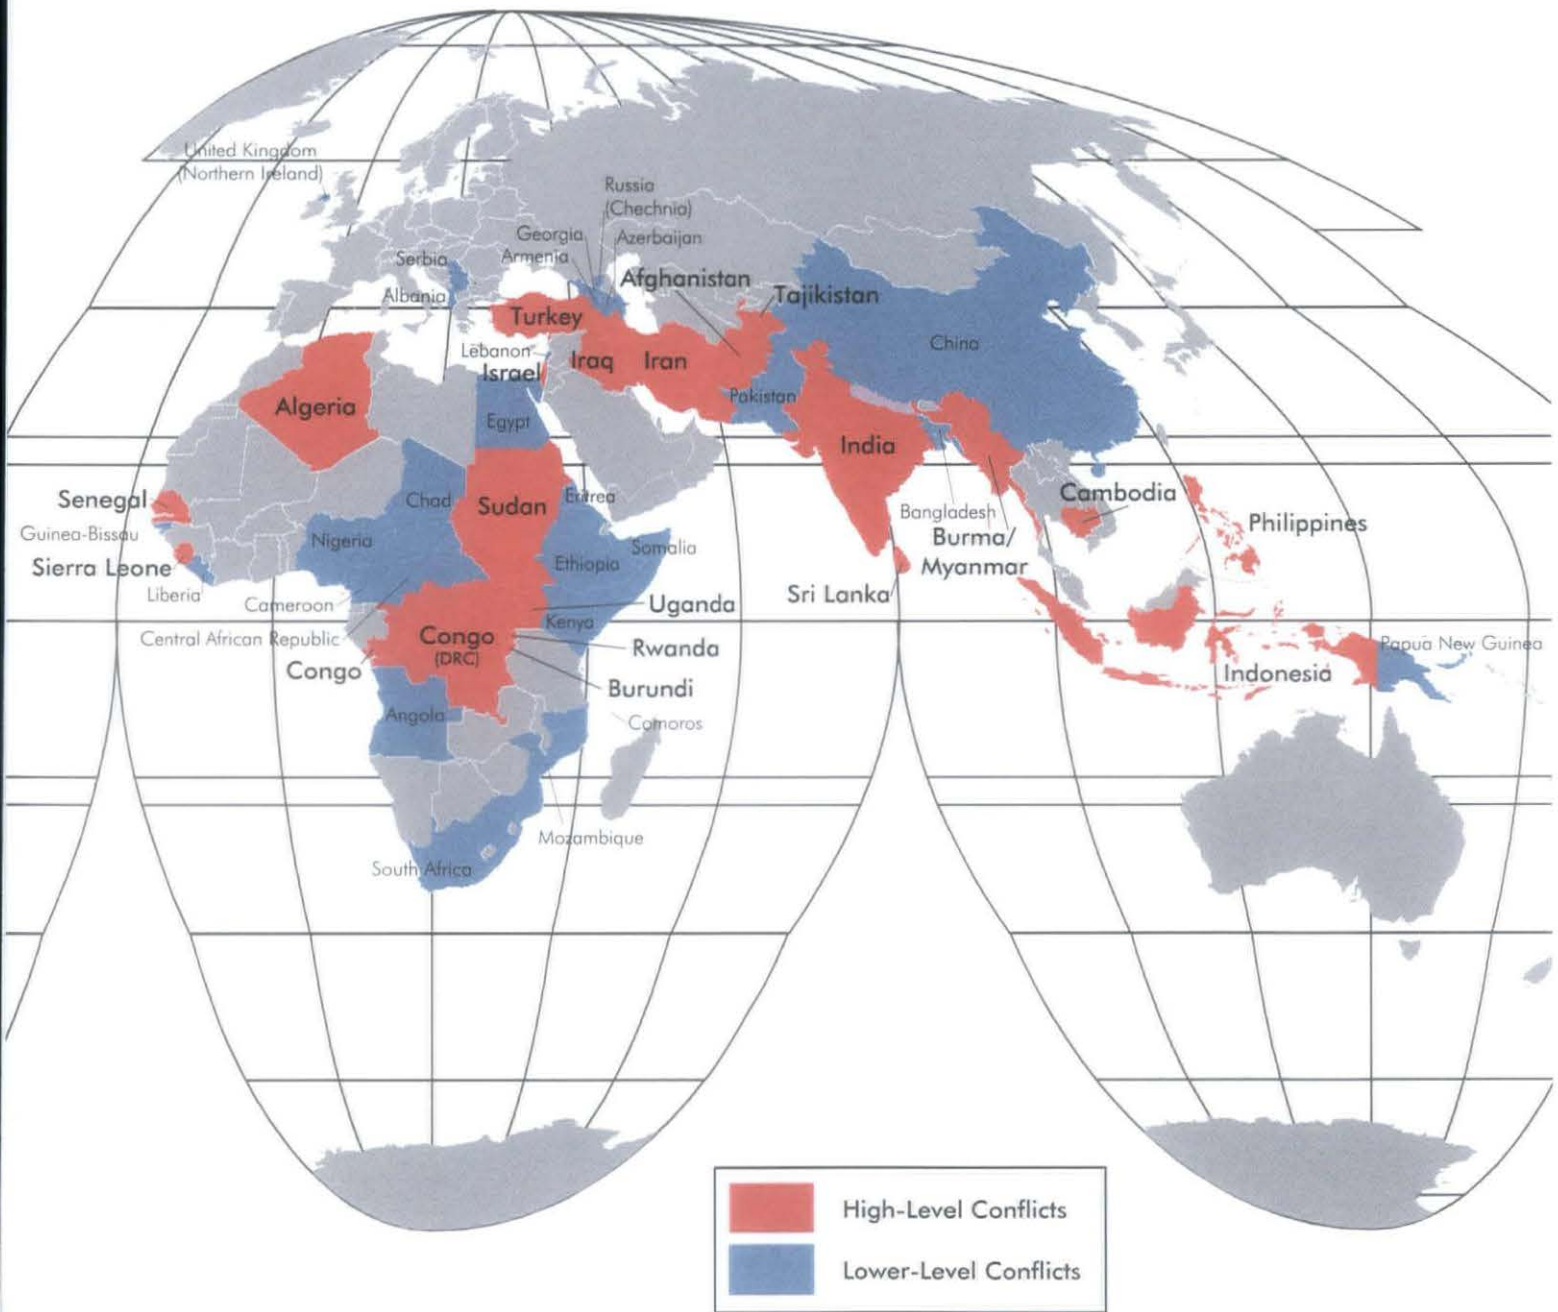 United Kingdom
(Northern Ireland)
Russia
(Chechnia)
Georgia
Azerbaijan
Armenia
Serbia
Afghanistan
Albania
Tajikistan
Turkey
China
Lebanon
Israel
Iraq
Iran
Pakistan
Algeria
Egypt
India
Senegal
Chad
Sudan
Eritrea
Cambodia
Guinea-Bissau
Bangladesh
Philippines
Nigeria
Burma/
Myanmar
Somalia
Sierra Leone
Ethiopia
Liberia
Sri Lanka
Cameroon
Uganda
Kenya
Central African Republic
Congo
(DRC)
Rwanda
Papua New Guinea
Congo
Indonesia
Burundi
Angola
Comoros
Mozambique
South Africa
High-Level Conflicts
Lower-Level Conflicts